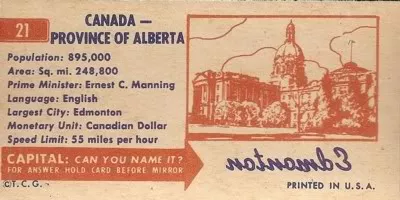 21
CANADA —
PROVINCE OF ALBERTA
Population: 895,000
Area: Sq. mi. 248,800
Prime Minister: Ernest C. Manning
Language: English
Largest City: Edmonton
Monetary Unit: Canadian Dollar
Speed Limit: 55 miles per hour
CAPITAL: CAN YOU NAME IT?
FOR ANSWER HOLD CARD BEFORE MIRROR
Edmonton
©T.C.G.
PRINTED IN U.S.A.